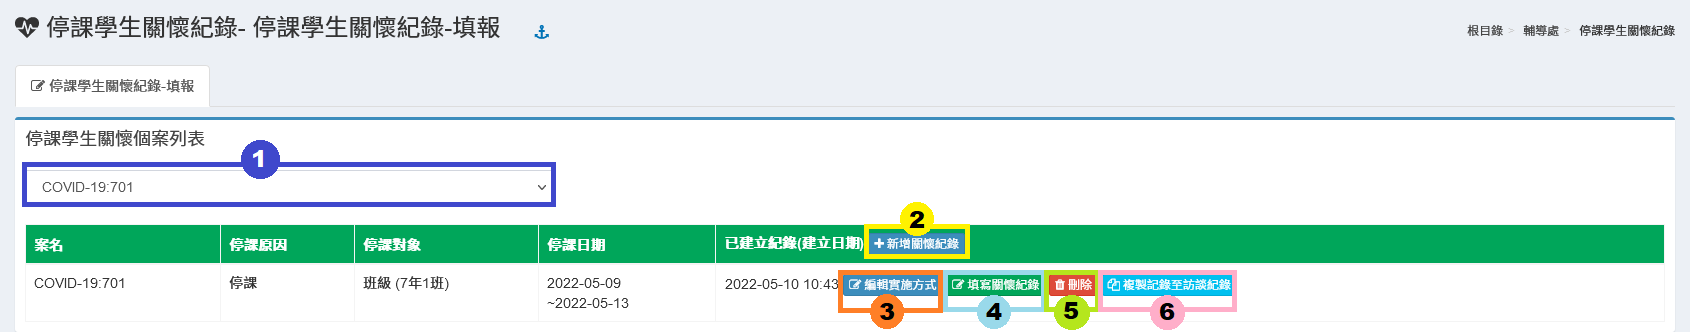 停課學生關懷紀錄- 停課學生關懷紀錄-填報
根目錄 > 輔導處 > 停課學生關懷紀錄
停課學生關懷紀錄-填報
停課學生關懷個案列表
1
COVID-19:701
2
案名 停課原因 停課對象 停課日期 已建立紀錄(建立日期) 新增關懷紀錄
COVID-19:701 停課 班級 (7年1班) 2022-05-09 2022-05-10 10:43 編輯實施方式 填寫關懷紀錄 刪除 複製記錄至訪談紀錄
~2022-05-13
3 4 5 6